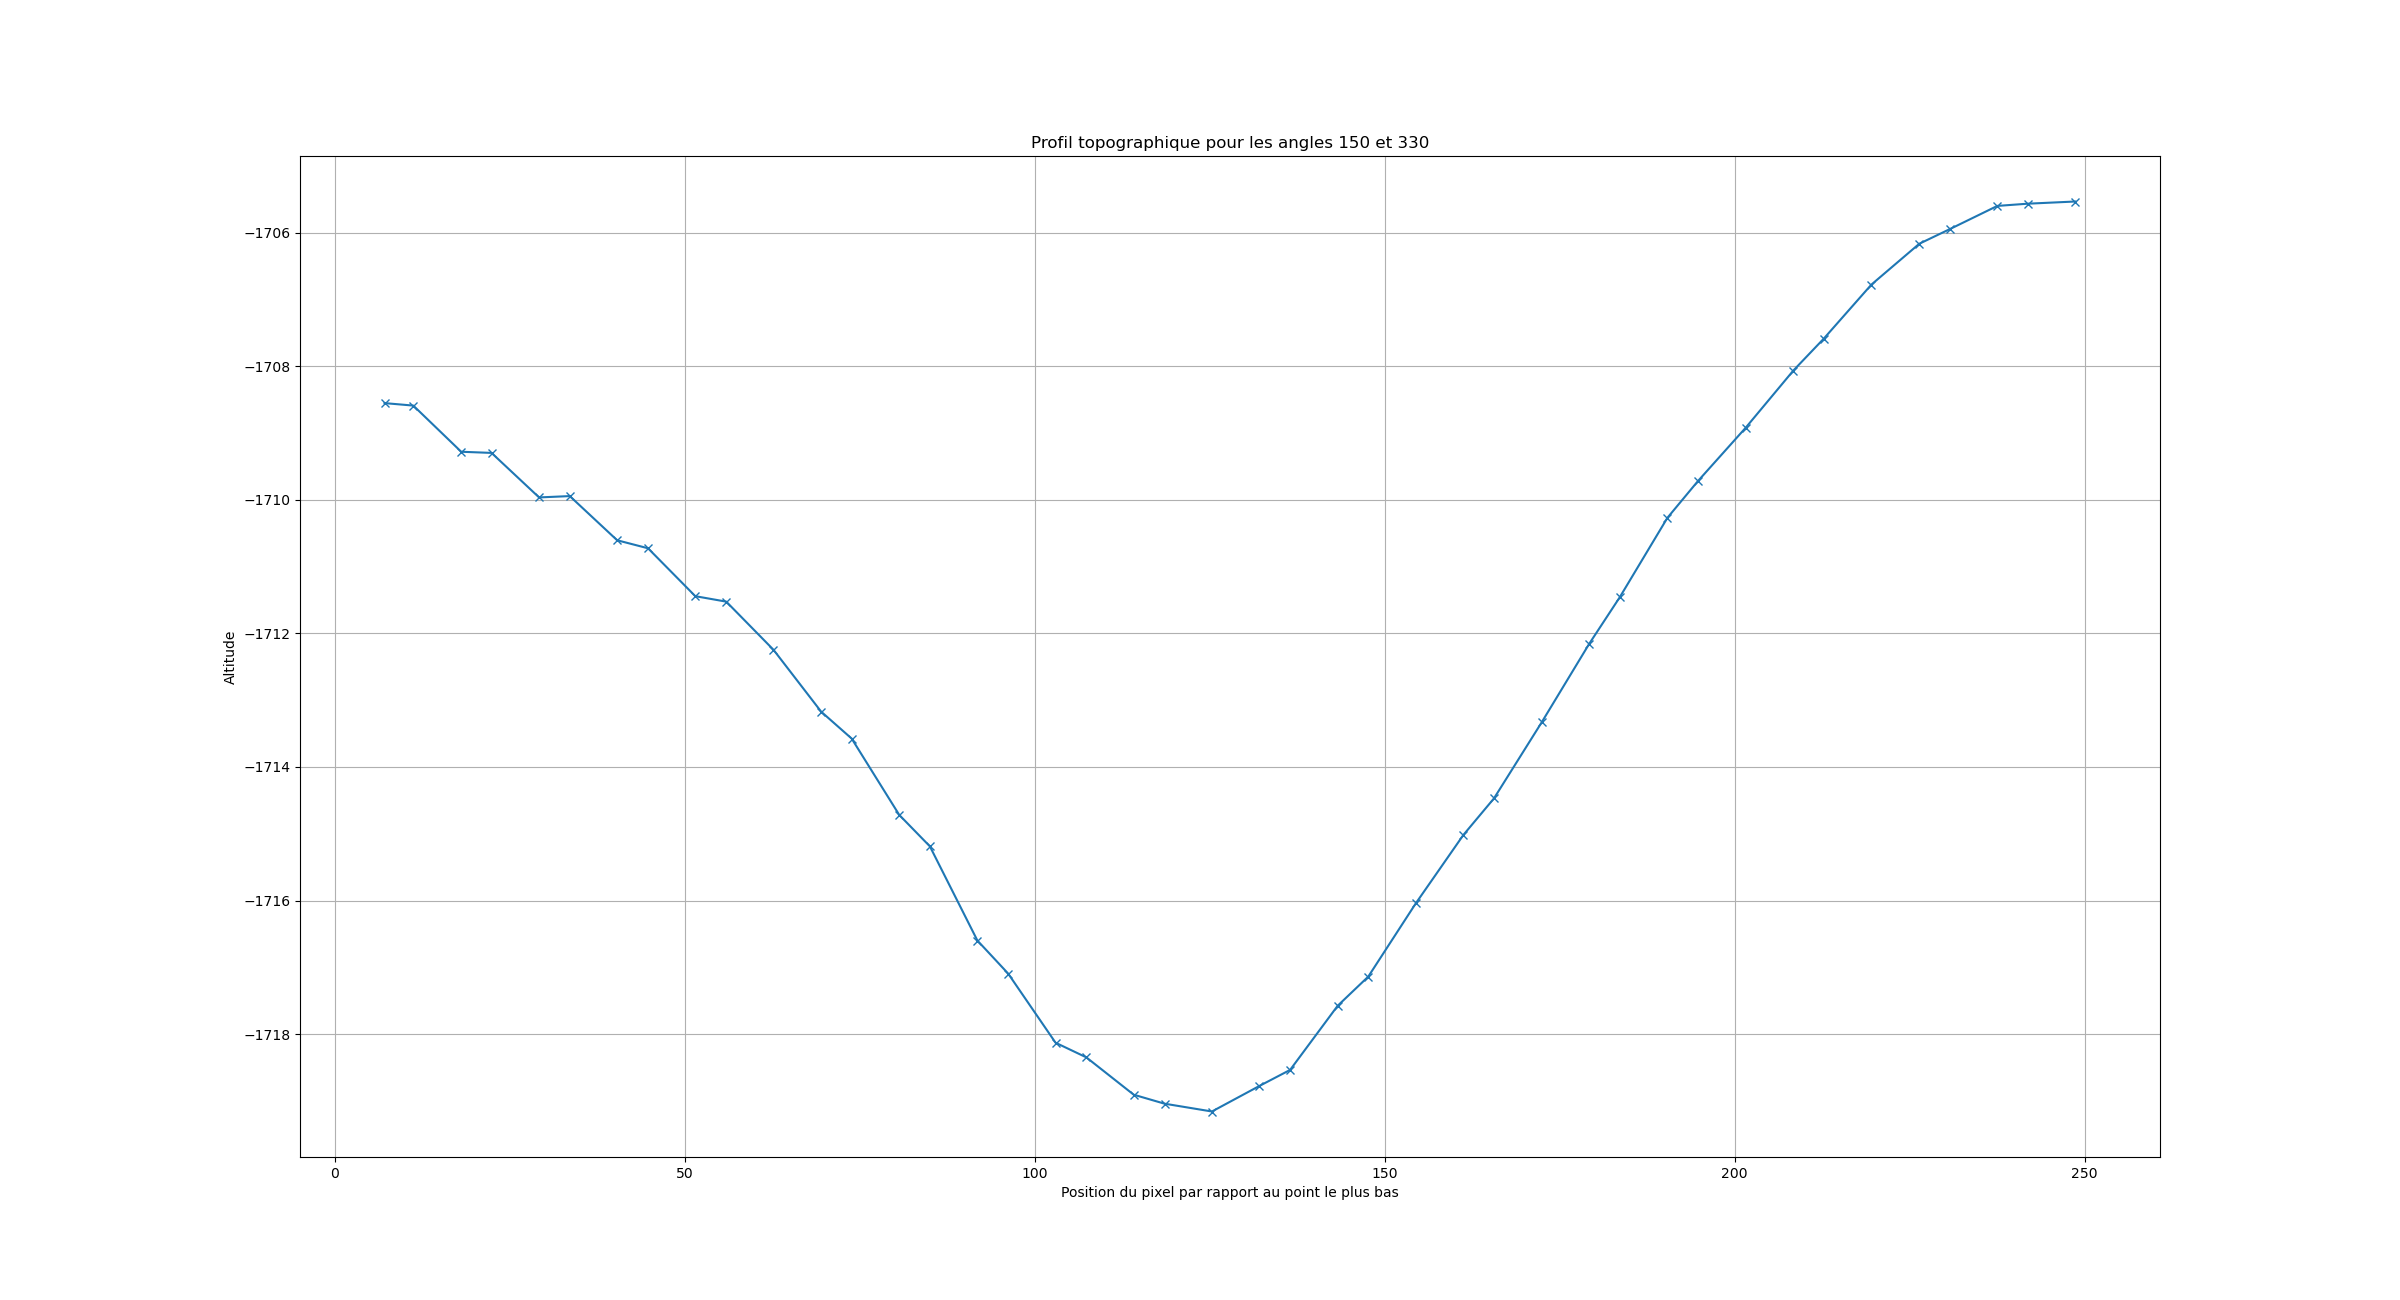 Profil topographique pour les angles 150 et 330
−1706
−1708
−1710
−1712
−1714
−1716
−1718
Altitude
0 50 100 150 200 250
Position du pixel par rapport au point le plus bas